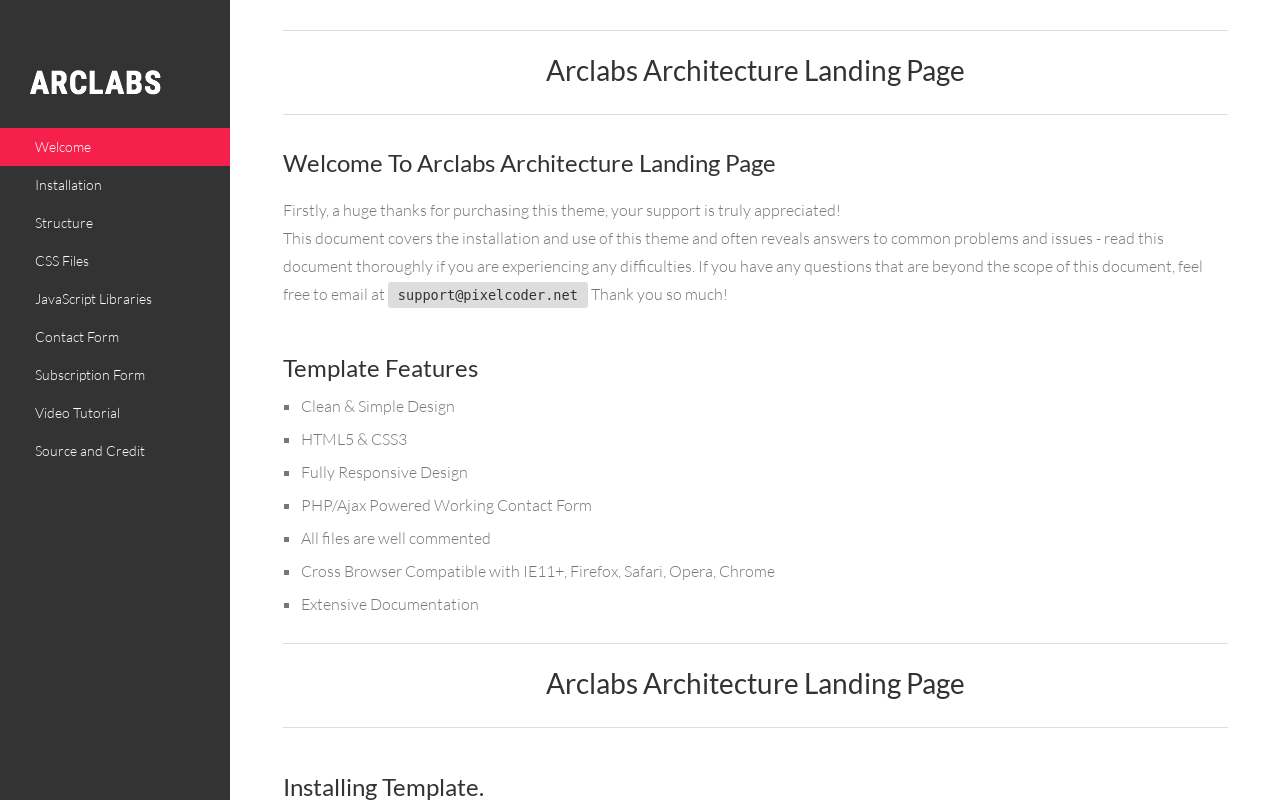 ARCLABS
Welcome
Installation
Structure
CSS Files
JavaScript Libraries
Contact Form
Subscription Form
Video Tutorial
Source and Credit
Arclabs Architecture Landing Page
Welcome To Arclabs Architecture Landing Page
Firstly, a huge thanks for purchasing this theme, your support is truly appreciated!
This document covers the installation and use of this theme and often reveals answers to common problems and issues - read this
document thoroughly if you are experiencing any difficulties. If you have any questions that are beyond the scope of this document, feel
free to email at support@pixelcoder.net Thank you so much!
Template Features
Clean & Simple Design
HTML5 & CSS3
Fully Responsive Design
PHP/Ajax Powered Working Contact Form
All files are well commented
Cross Browser Compatible with IE11+, Firefox, Safari, Opera, Chrome
Extensive Documentation
Arclabs Architecture Landing Page
Installing Template.